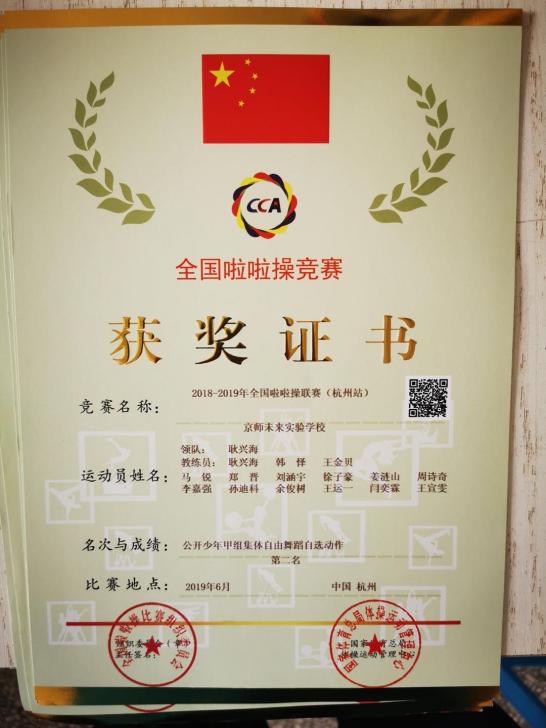 CCA
全国啦啦操竞赛
获奖证书
2018-2019年全国啦啦操联赛（杭州站）
竞赛名称：
京师未来实验学校
领队： 耿兴海
教练员： 耿兴海 韩怿 王金贝
运动员姓名： 马锐 郑晋 刘涵宇 徐子豪 姜涟山 周诗奇
李嘉强 孙迪科 余俊树 王运一 闫奕霖 王宣雯
名次与成绩： 公开少年甲组集体自由舞蹈自选动作
第二名
比赛地点： 2019年6月 中国 杭州